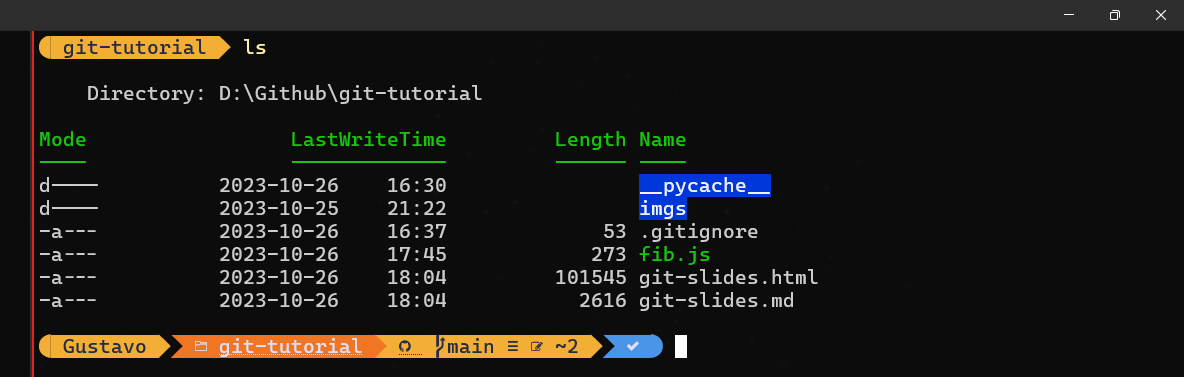 git-tutorial ls
Directory: D:\Github\git-tutorial
Mode LastWriteTime Length Name
d---- 2023-10-26 16:30 __pycache__
d---- 2023-10-25 21:22 imgs
-a--- 2023-10-26 16:37 53 .gitignore
-a--- 2023-10-26 17:45 273 fib.js
-a--- 2023-10-26 18:04 101545 git-slides.html
-a--- 2023-10-26 18:04 2616 git-slides.md
Gustavo git-tutorial main ≡ ~2